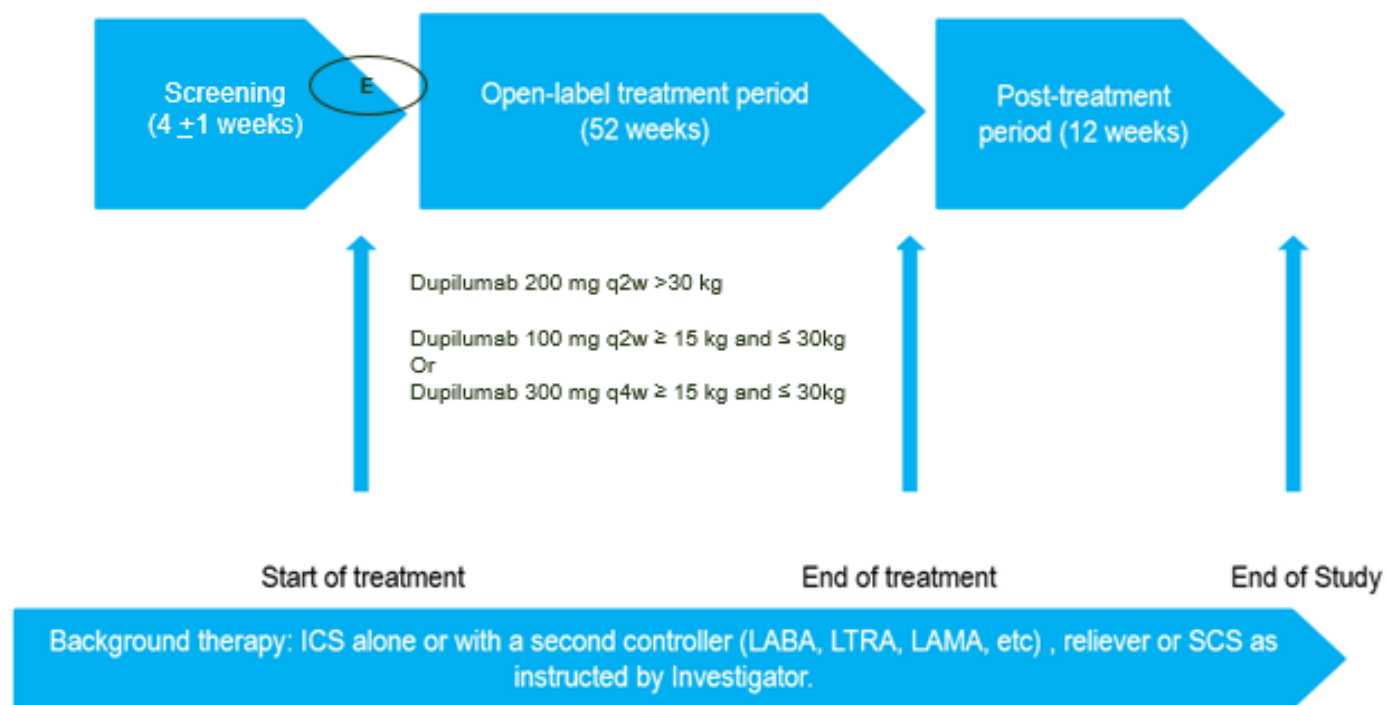 Screening
(4 +1 weeks)
E
Open-label treatment period
(52 weeks)
Post-treatment
period (12 weeks)
Dupilumab 200 mg q2w >30 kg
Dupilumab 100 mg q2w ≥ 15 kg and ≤ 30kg
Or
Dupilumab 300 mg q4w ≥ 15 kg and ≤ 30kg
Start of treatment
End of treatment
End of Study
Background therapy: ICS alone or with a second controller (LABA, LTRA, LAMA, etc) , reliever or SCS as
instructed by Investigator.